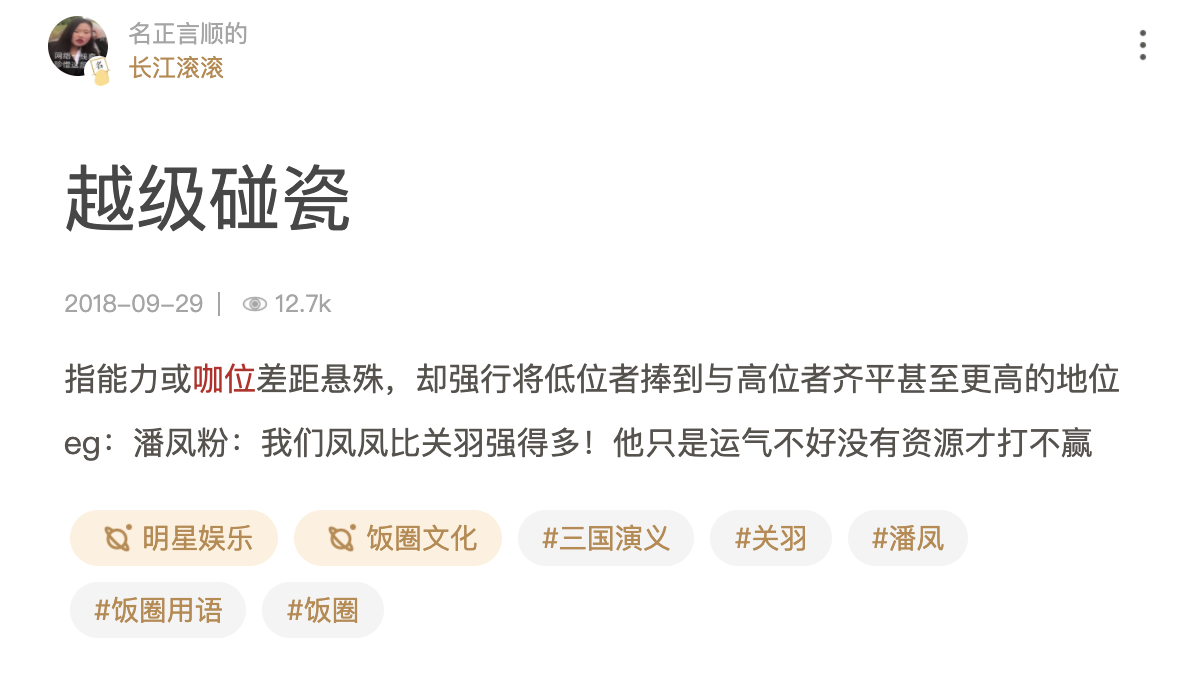 名正言顺的
长江滚滚
越级碰瓷
2018-09-29 | 12.7k
指能力或咖位差距悬殊，却强行将低位者捧到与高位者齐平甚至更高的地位
eg：潘凤粉：我们凤凤比关羽强得多！他只是运气不好没有资源才打不赢
明星娱乐 饭圈文化 #三国演义 #关羽 #潘凤
#饭圈用语 #饭圈